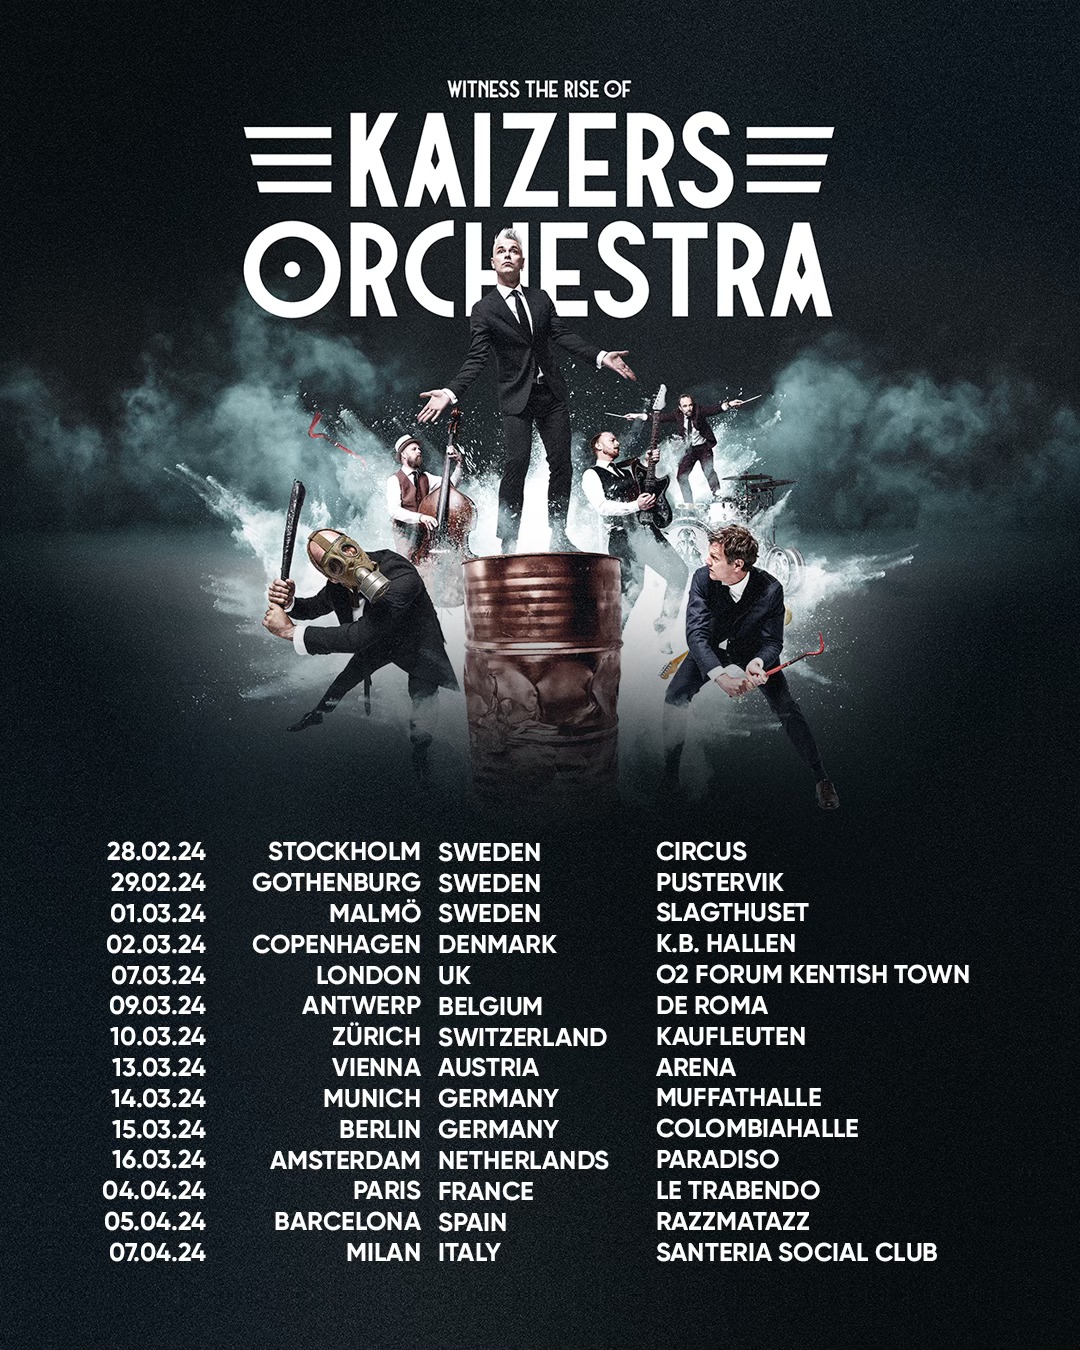 WITNESS THE RISE OF
KAIZERS
ORCHESTRA
28.02.24 STOCKHOLM SWEDEN CIRCUS
29.02.24 GOTHENBURG SWEDEN PUSTERVIK
01.03.24 MALMÖ SWEDEN SLAGTHUSET
02.03.24 COPENHAGEN DENMARK K.B. HALLEN
07.03.24 LONDON UK O2 FORUM KENTISH TOWN
09.03.24 ANTWERP BELGIUM DE ROMA
10.03.24 ZÜRICH SWITZERLAND KAUFLEUTEN
13.03.24 VIENNA AUSTRIA ARENA
14.03.24 MUNICH GERMANY MUFFATHALLE
15.03.24 BERLIN GERMANY COLOMBIAHALLE
16.03.24 AMSTERDAM NETHERLANDS PARADISO
04.04.24 PARIS FRANCE LE TRABENDO
05.04.24 BARCELONA SPAIN RAZZMATAZZ
07.04.24 MILAN ITALY SANTERIA SOCIAL CLUB